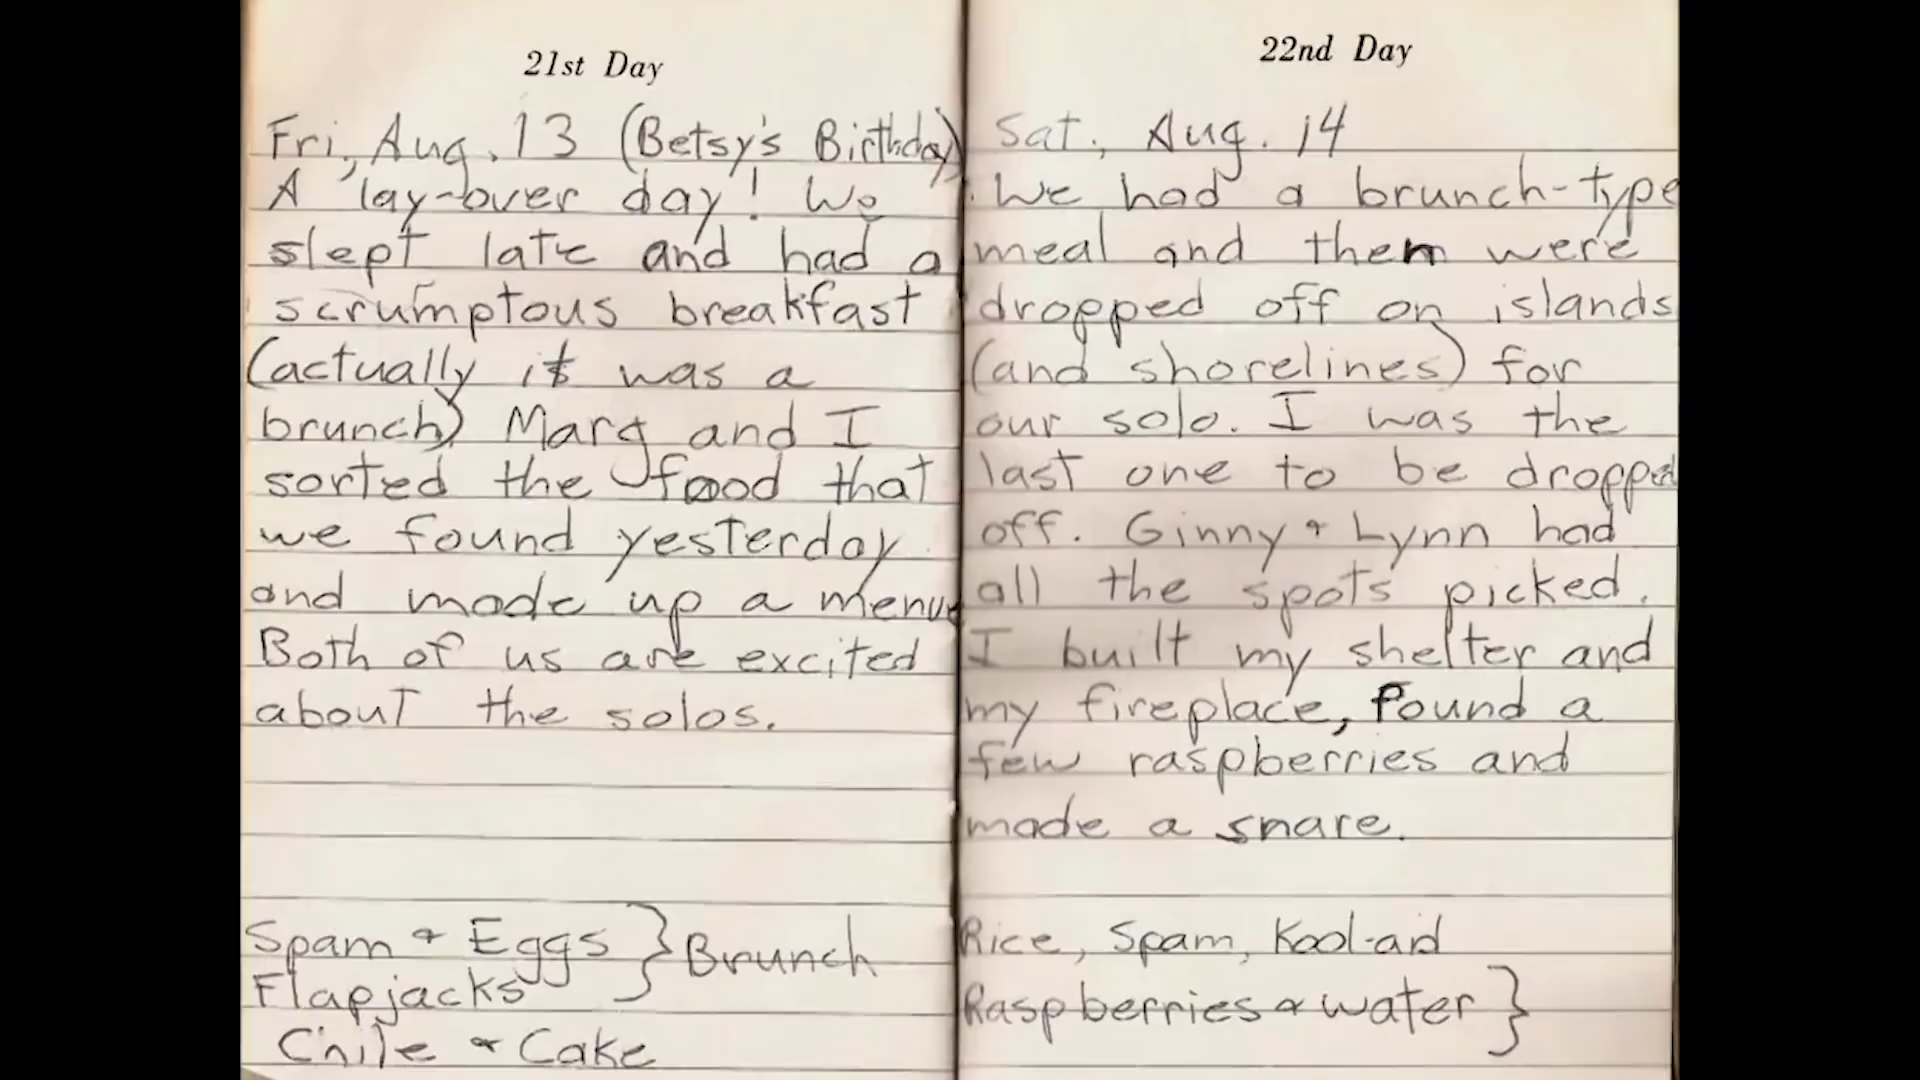 21st Day
Fri, Aug. 13 (Betsy's Birthday)
A lay-over day! We
slept late and had a
scrumptous breakfast
(actually it was a
brunch) Marg and I
sorted the food that
we found yesterday
and made up a menue
Both of us are excited
about the solos.
Spam + Eggs } Brunch
Flapjacks
Chile + Cake
22nd Day
Sat., Aug. 14
We had a brunch-type
meal and then were
dropped off on islands
(and shorelines) for
our solo. I was the
last one to be dropped
off. Ginny + Lynn had
all the spots picked.
I built my shelter and
my fireplace, found a
few raspberries and
made a snare.
Rice, Spam, Kool-aid
Raspberries + water }